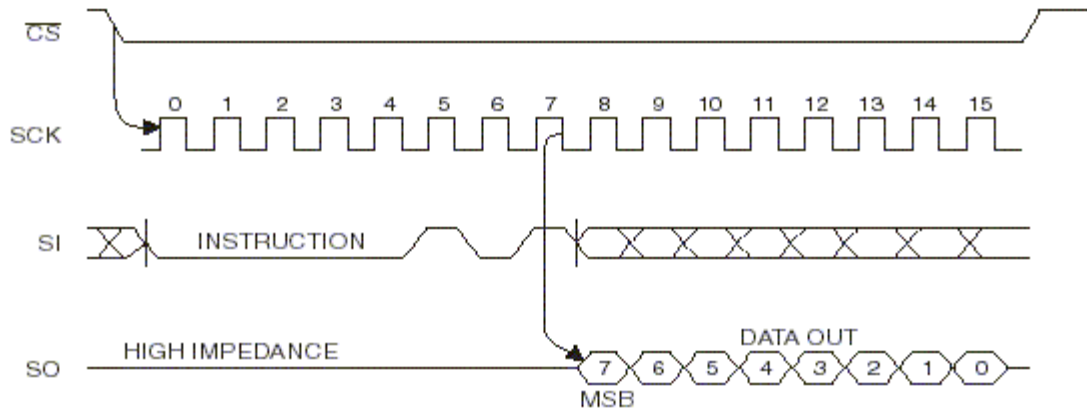 CS
0 1 2 3 4 5 6 7 8 9 10 11 12 13 14 15
SCK
SI INSTRUCTION
HIGH IMPEDANCE DATA OUT
SO 7 6 5 4 3 2 1 0
MSB